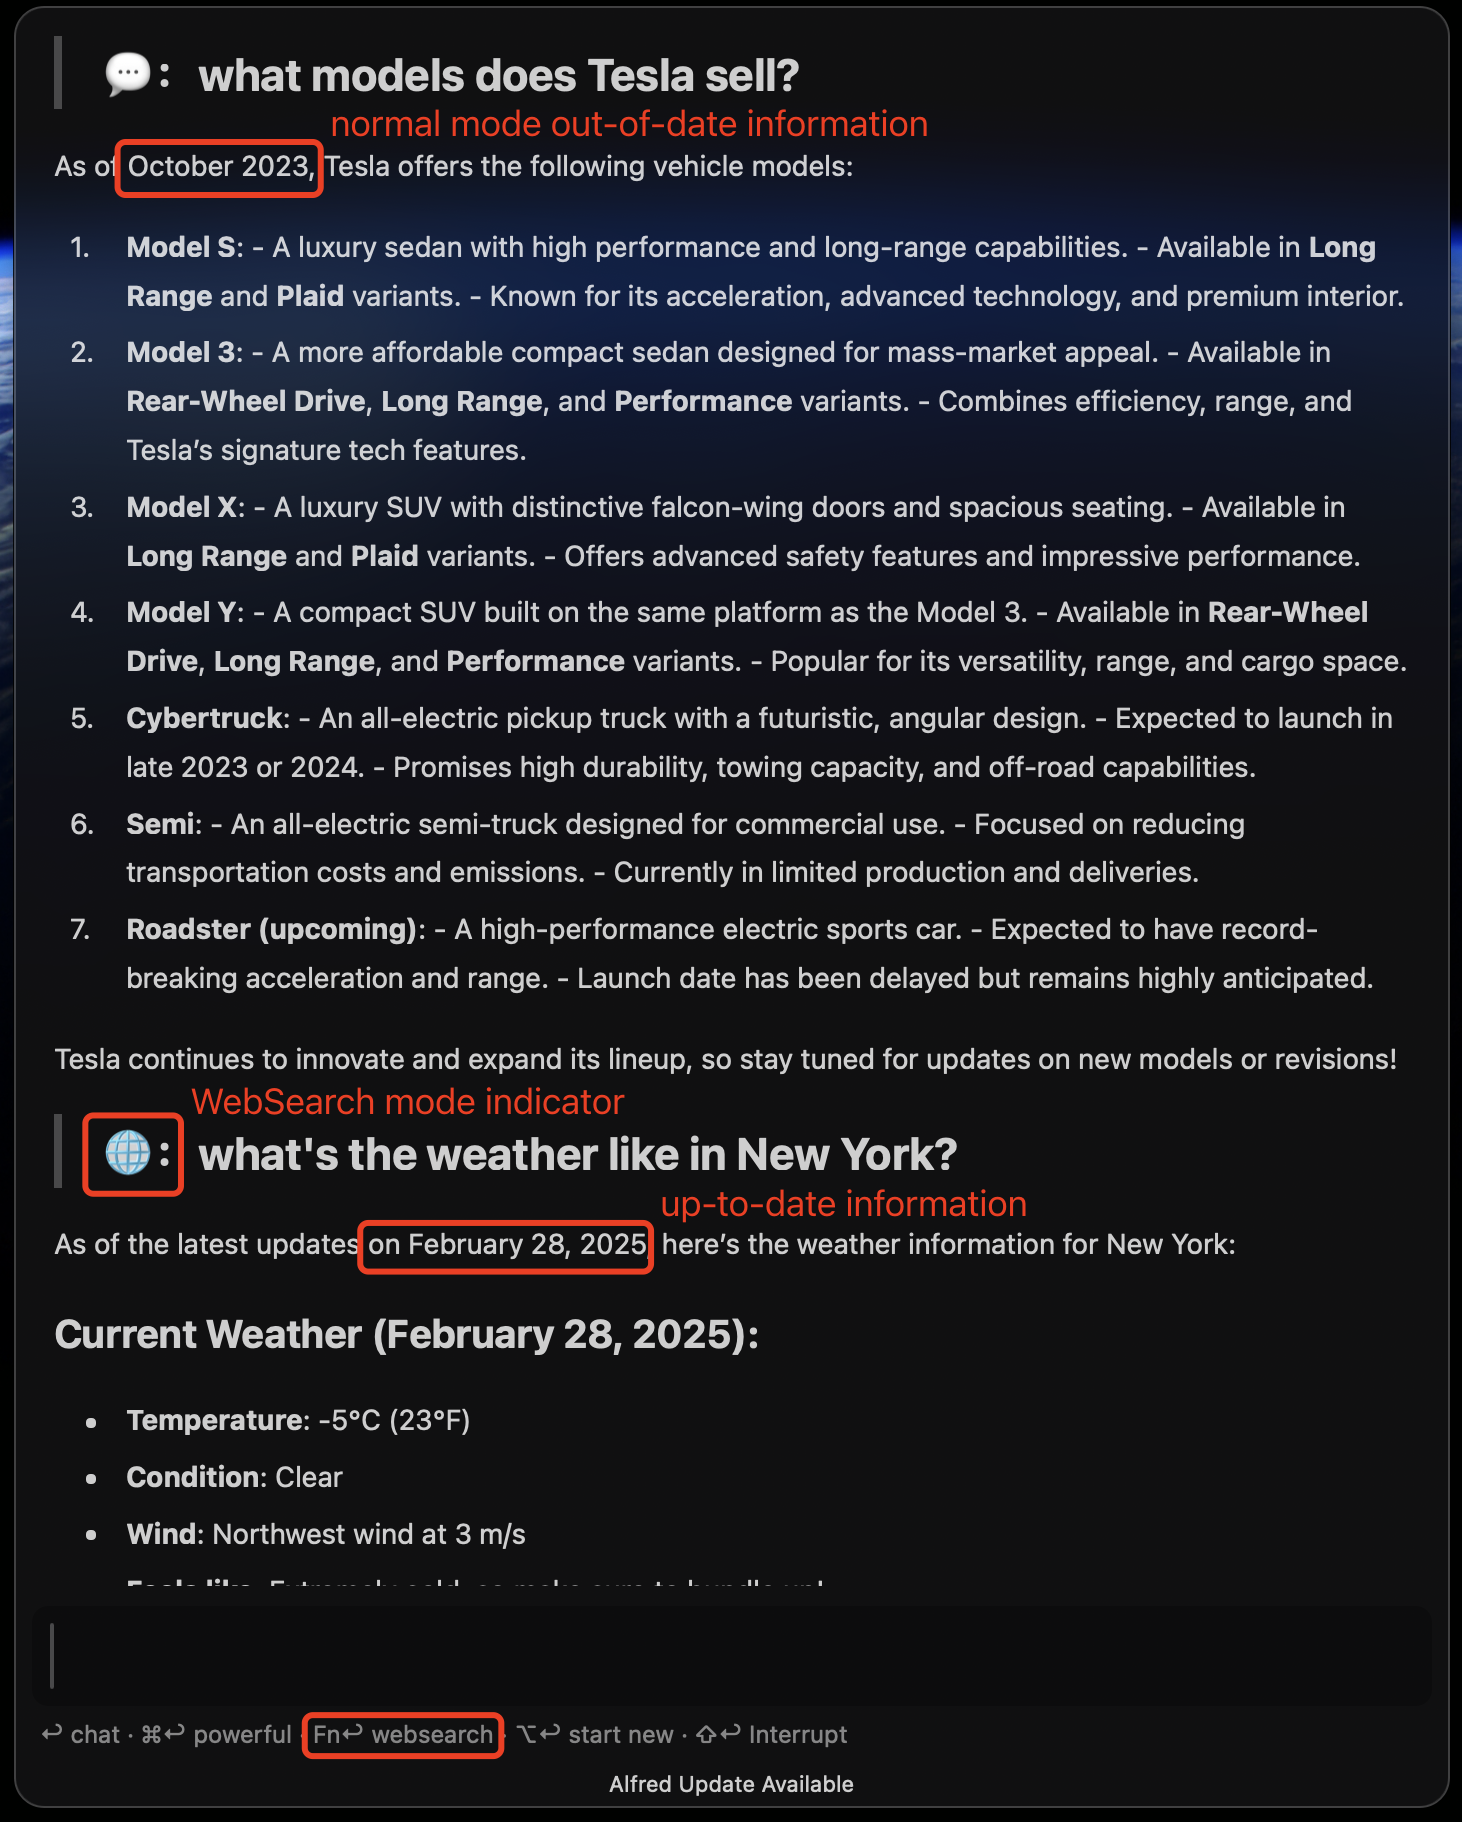 💬: what models does Tesla sell?
normal mode out-of-date information
As of October 2023, Tesla offers the following vehicle models:
1. Model S: - A luxury sedan with high performance and long-range capabilities. - Available in Long
Range and Plaid variants. - Known for its acceleration, advanced technology, and premium interior.
2. Model 3: - A more affordable compact sedan designed for mass-market appeal. - Available in
Rear-Wheel Drive, Long Range, and Performance variants. - Combines efficiency, range, and
Tesla’s signature tech features.
3. Model X: - A luxury SUV with distinctive falcon-wing doors and spacious seating. - Available in
Long Range and Plaid variants. - Offers advanced safety features and impressive performance.
4. Model Y: - A compact SUV built on the same platform as the Model 3. - Available in Rear-Wheel
Drive, Long Range, and Performance variants. - Popular for its versatility, range, and cargo space.
5. Cybertruck: - An all-electric pickup truck with a futuristic, angular design. - Expected to launch in
late 2023 or 2024. - Promises high durability, towing capacity, and off-road capabilities.
6. Semi: - An all-electric semi-truck designed for commercial use. - Focused on reducing
transportation costs and emissions. - Currently in limited production and deliveries.
7. Roadster (upcoming): - A high-performance electric sports car. - Expected to have record-
breaking acceleration and range. - Launch date has been delayed but remains highly anticipated.
Tesla continues to innovate and expand its lineup, so stay tuned for updates on new models or revisions!
WebSearch mode indicator
🌐: what's the weather like in New York?
up-to-date information
As of the latest updates on February 28, 2025, here’s the weather information for New York:
Current Weather (February 28, 2025):
• Temperature: -5°C (23°F)
• Condition: Clear
• Wind: Northwest wind at 3 m/s
Feels like: Extremely cold, so make sure to bundle up!
↩ chat · ⌘↩ powerful · Fn↩ websearch · ⌥↩ start new · ⇧↩ Interrupt
Alfred Update Available